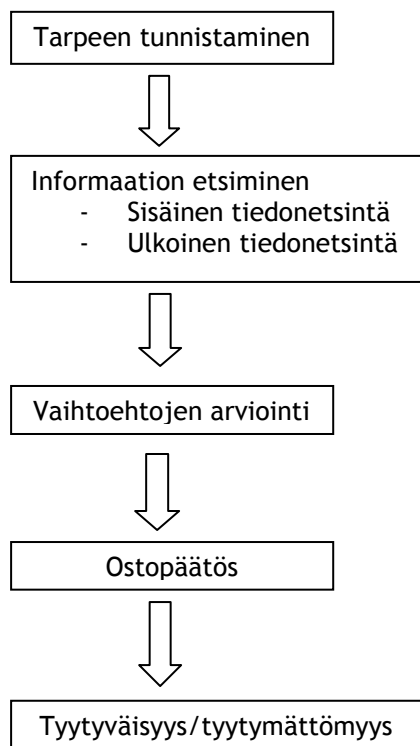 Tarpeen tunnistaminen
Informaation etsiminen
- Sisäinen tiedonetsintä
- Ulkoinen tiedonetsintä
Vaihtoehtojen arviointi
Ostopäätös
Tyytyväisyys/tyytymättömyys